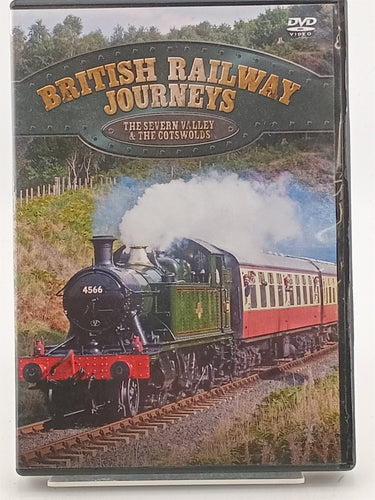 DVD
VIDEO
BRITISH RAILWAY
JOURNEYS
THE SEVERN VALLEY
& THE COTSWOLDS
4566